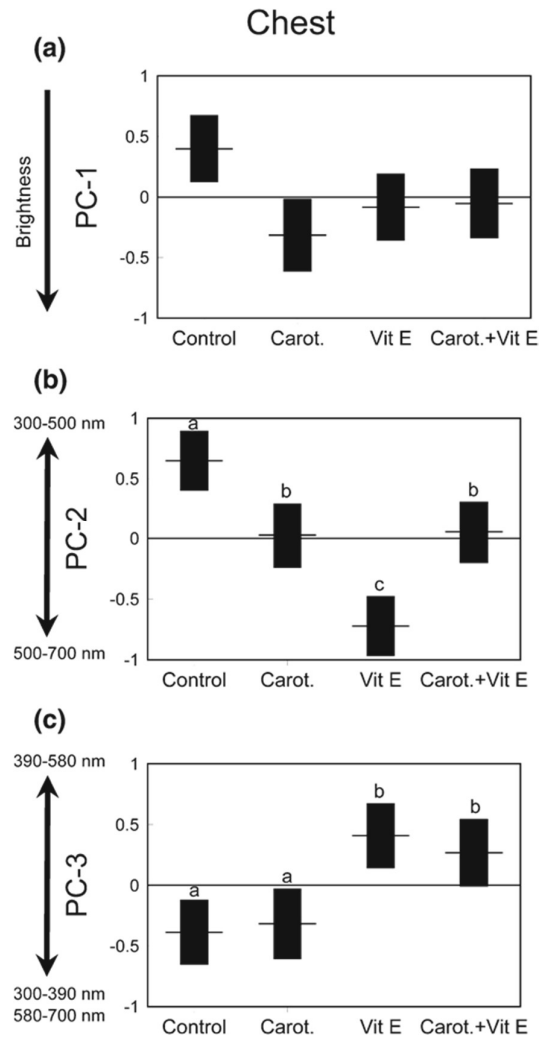 Chest
(a)
Brightness
PC-1
1
0.5
0
-0.5
-1
Control Carot. Vit E Carot.+Vit E
(b)
300-500 nm
PC-2
500-700 nm
1
0.5
0
-0.5
-1
a
b
c
b
Control Carot. Vit E Carot.+Vit E
(c)
390-580 nm
PC-3
300-390 nm
580-700 nm
1
0.5
0
-0.5
-1
a
a
b
b
Control Carot. Vit E Carot.+Vit E